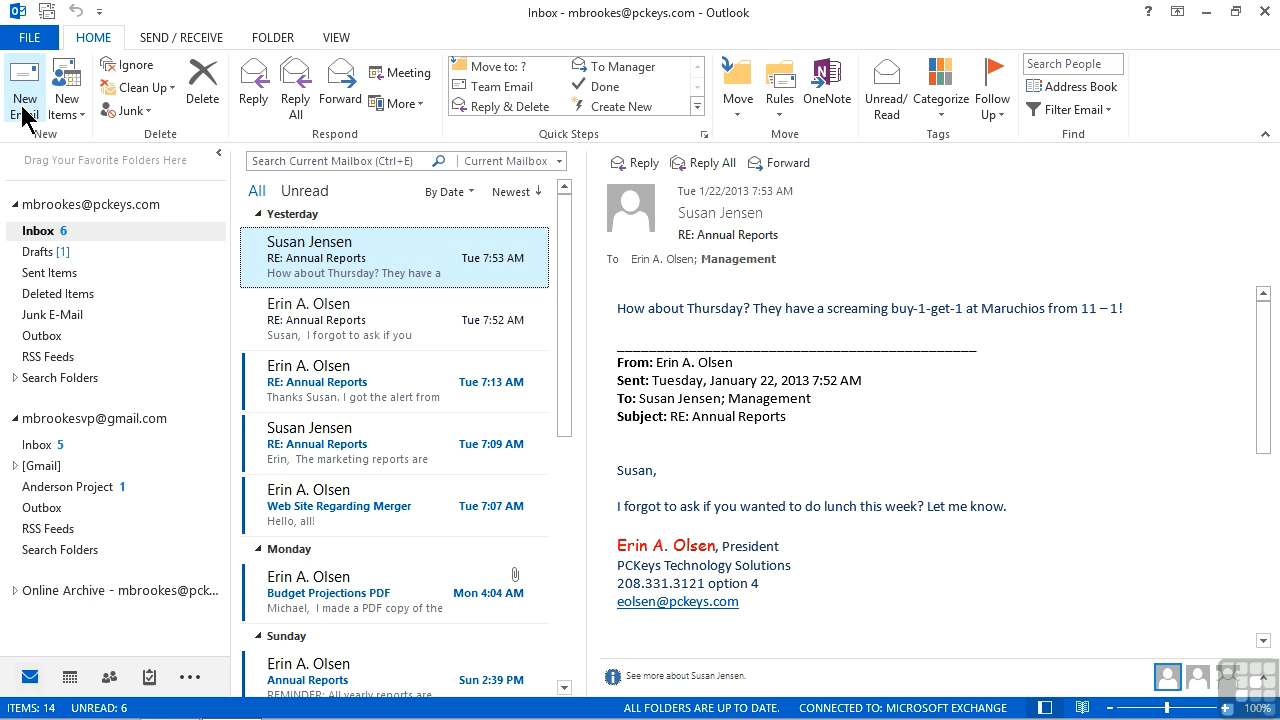 Inbox - mbrookes@pckeys.com - Outlook
FILE
HOME
SEND / RECEIVE
FOLDER
VIEW
New
Email
New
Items
New
Ignore
Clean Up
Junk
Delete
Delete
Reply
Reply
All
Forward
Meeting
More
Respond
Move to: ?
Team Email
Reply & Delete
To Manager
Done
Create New
Quick Steps
Move
Rules
OneNote
Move
Unread/
Read
Categorize
Follow
Up
Tags
Search People
Address Book
Filter Email
Find
Drag Your Favorite Folders Here
mbrookes@pckeys.com
Inbox 6
Drafts [1]
Sent Items
Deleted Items
Junk E-Mail
Outbox
RSS Feeds
Search Folders
mbrookesvp@gmail.com
Inbox 5
[Gmail]
Anderson Project 1
Outbox
RSS Feeds
Search Folders
Online Archive - mbrookes@pck...
Search Current Mailbox (Ctrl+E)
Current Mailbox
All Unread
By Date
Newest
Yesterday
Susan Jensen
RE: Annual Reports Tue 7:53 AM
How about Thursday? They have a
Erin A. Olsen
RE: Annual Reports Tue 7:52 AM
Susan, I forgot to ask if you
Erin A. Olsen
RE: Annual Reports Tue 7:13 AM
Thanks Susan. I got the alert from
Susan Jensen
RE: Annual Reports Tue 7:09 AM
Erin, The marketing reports are
Erin A. Olsen
Web Site Regarding Merger Tue 7:07 AM
Hello, all!
Monday
Erin A. Olsen
Budget Projections PDF Mon 4:04 AM
Michael, I made a PDF copy of the
Sunday
Erin A. Olsen
Annual Reports Sun 2:39 PM
REMINDER: All yearly reports are
Reply
Reply All
Forward
Tue 1/22/2013 7:53 AM
Susan Jensen
RE: Annual Reports
To Erin A. Olsen; Management
How about Thursday? They have a screaming buy-1-get-1 at Maruchios from 11 – 1!
From: Erin A. Olsen
Sent: Tuesday, January 22, 2013 7:52 AM
To: Susan Jensen; Management
Subject: RE: Annual Reports
Susan,
I forgot to ask if you wanted to do lunch this week? Let me know.
Erin A. Olsen, President
PCKeys Technology Solutions
208.331.3121 option 4
eolsen@pckeys.com
See more about Susan Jensen.
ITEMS: 14 UNREAD: 6
ALL FOLDERS ARE UP TO DATE.
CONNECTED TO: MICROSOFT EXCHANGE
100%